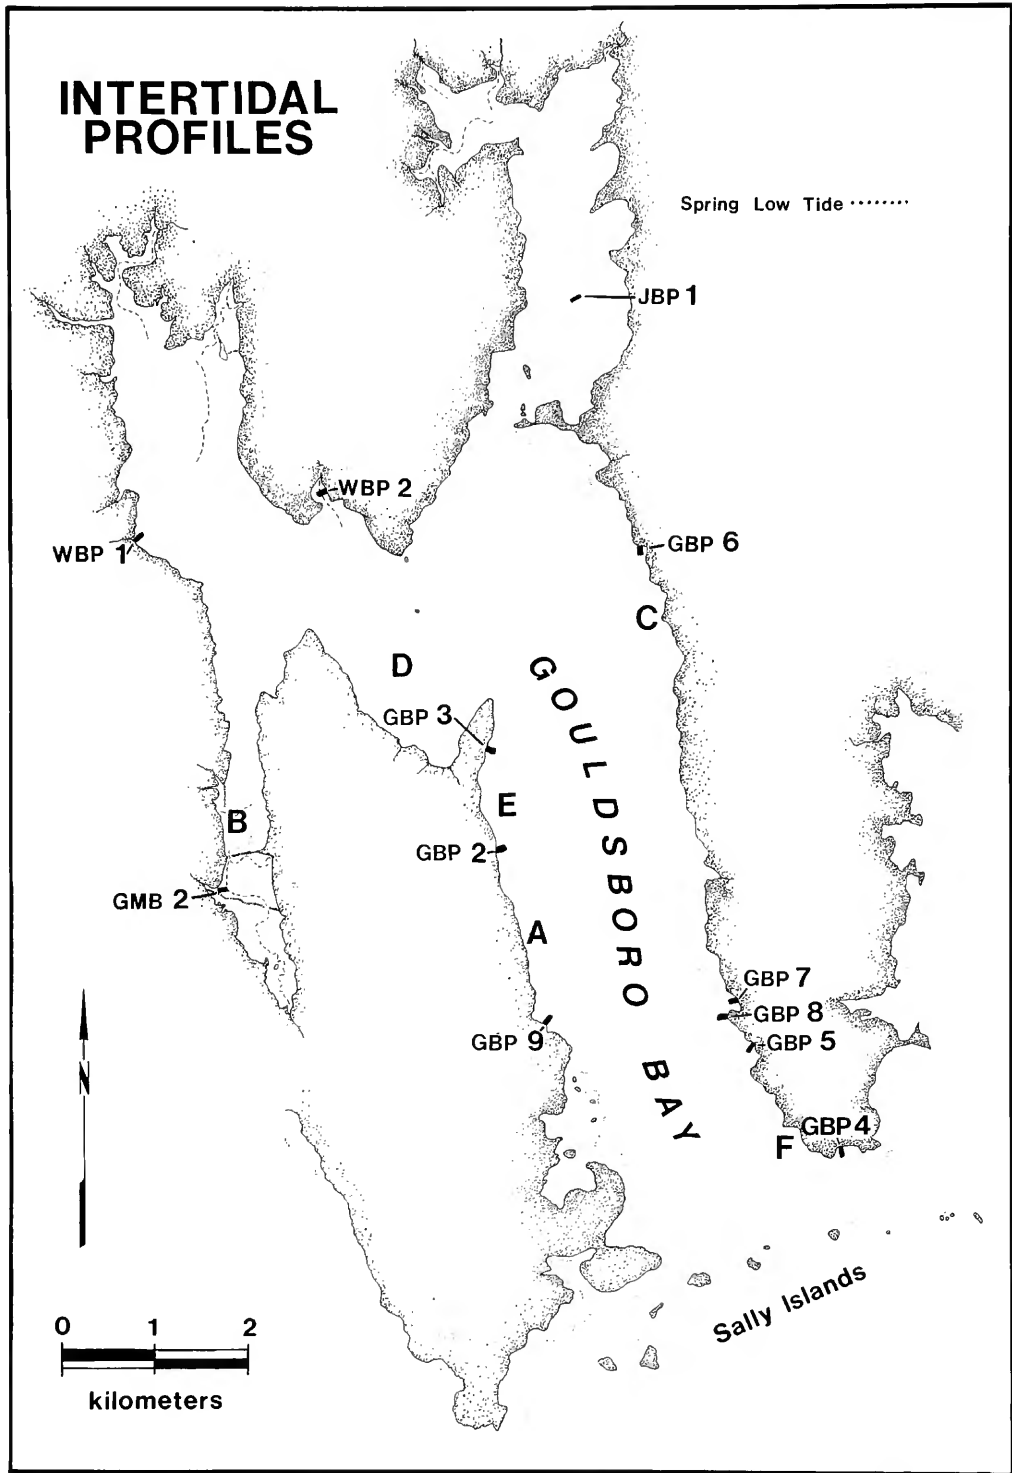 INTERTIDAL
PROFILES
Spring Low Tide
JBP 1
WBP 2
WBP 1
GBP 6
C
D
GBP 3
GOULDSBORO BAY
E
B
GBP 2
GMB 2
A
GBP 7
GBP 8
GBP 9
GBP 5
N
GBP 4
F
Sally Islands
0 1 2
kilometers